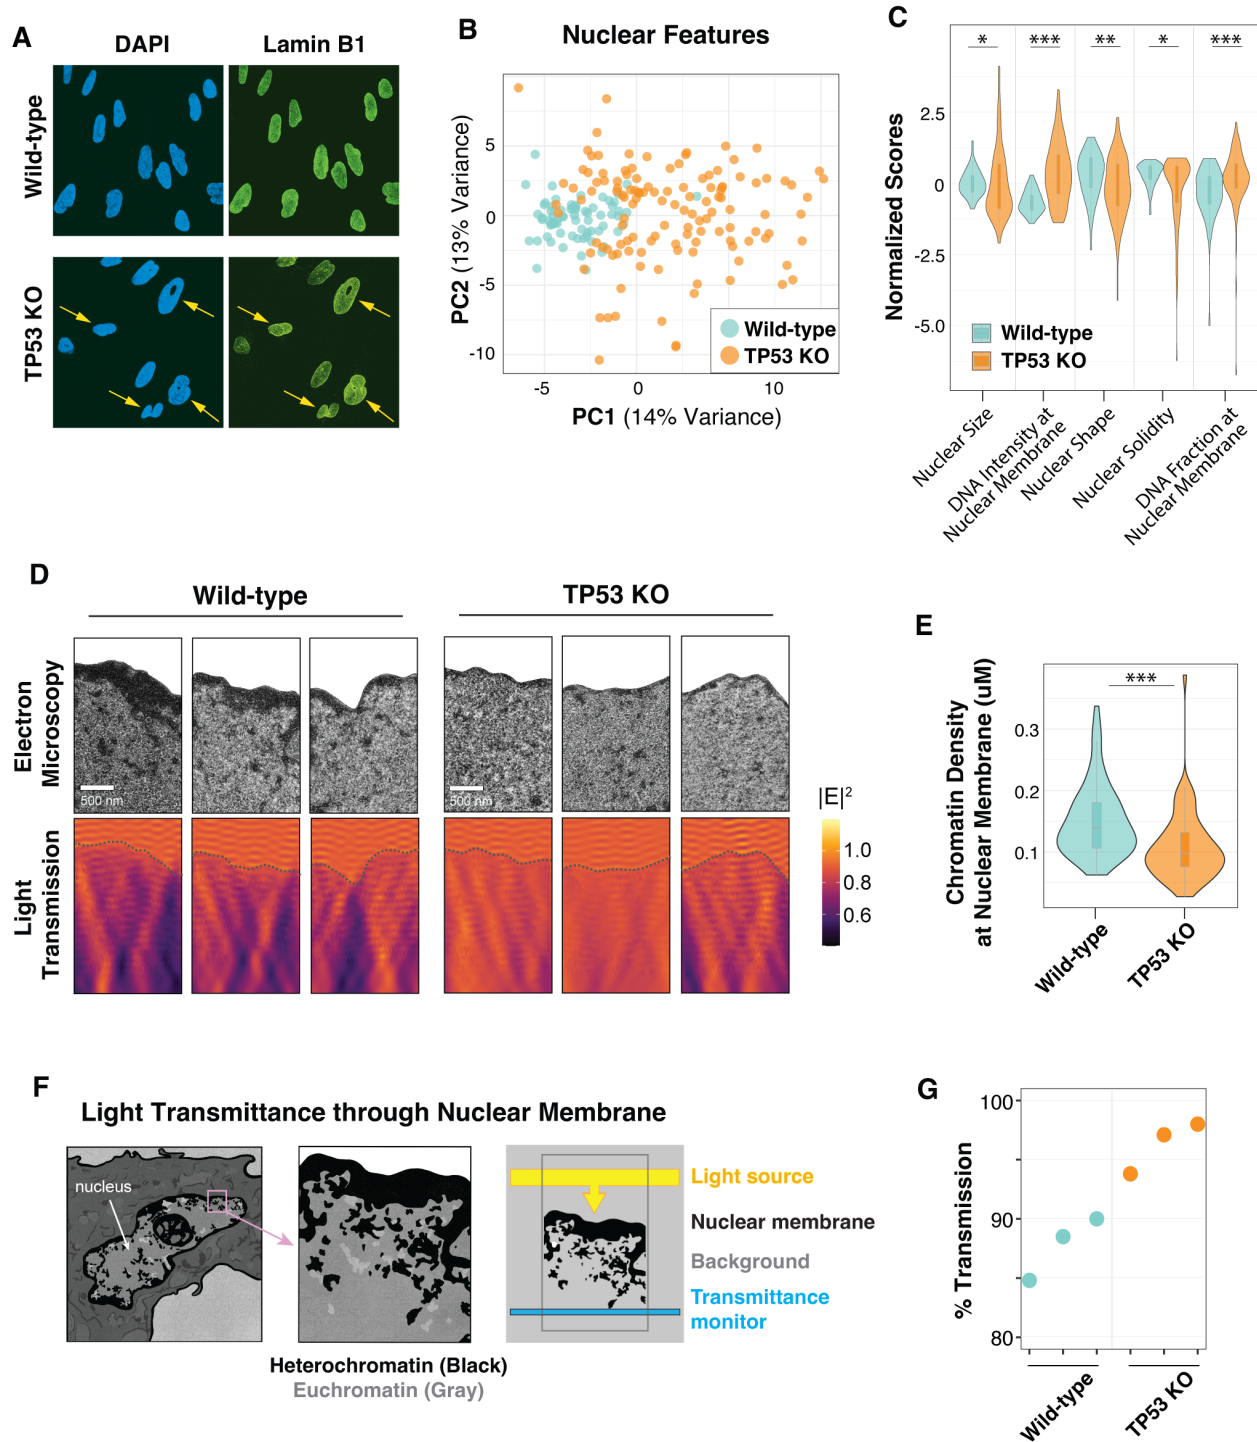 A
DAPI
Lamin B1
Wild-type
TP53 KO
B
Nuclear Features
PC2 (13% Variance)
5
0
-5
-10
Wild-type
TP53 KO
-5
0
10
PC1 (14% Variance)
C
Normalized Scores
*
***
**
*
***
2.5
0
-2.5
-5.0
Wild-type
TP53 KO
Nuclear Size
DNA Intensity at
Nuclear Membrane
Nuclear Shape
Nuclear Solidity
DNA Fraction at
Nuclear Membrane
D
Wild-type
TP53 KO
Electron
Microscopy
500 nm
500 nm
Light
Transmission
|E|²
1.0
0.8
0.6
E
Chromatin Density
at Nuclear Membrane (uM)
***
0.3
0.2
0.1
Wild-type
TP53 KO
F
Light Transmittance through Nuclear Membrane
nucleus
Light source
Nuclear membrane
Background
Transmittance
monitor
Heterochromatin (Black)
Euchromatin (Gray)
G
% Transmission
100
90
80
Wild-type
TP53 KO